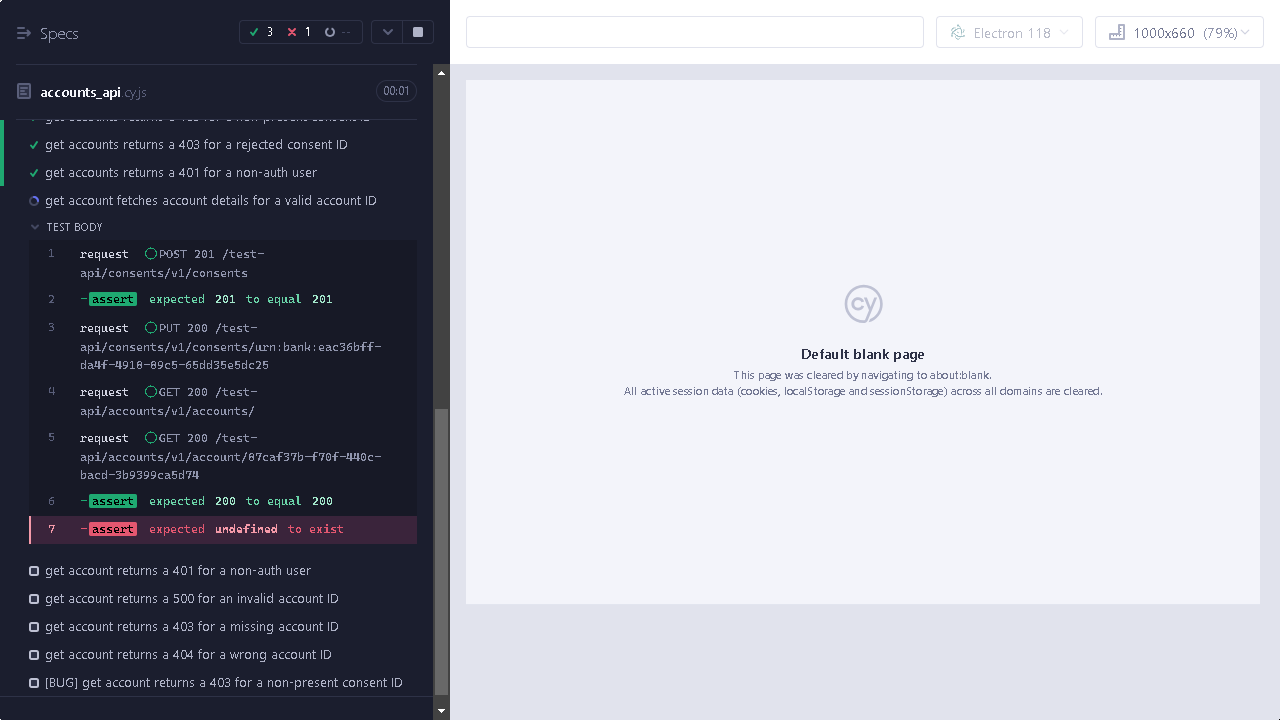 Specs
3
1
--
Electron 118
1000x660 (79%)
accounts_api.cy.js
00:01
get accounts returns a 403 for a rejected consent ID
get accounts returns a 401 for a non-auth user
get account fetches account details for a valid account ID
TEST BODY
1 request POST 201 /test-
api/consents/v1/consents
2 -assert expected 201 to equal 201
3 request PUT 200 /test-
api/consents/v1/consents/urn:bank:eac36bff-
da4f-4910-89c5-65dd35e5dc25
4 request GET 200 /test-
api/accounts/v1/accounts/
5 request GET 200 /test-
api/accounts/v1/account/07caf37b-f70f-440c-
bacd-3b9399ca5d74
6 -assert expected 200 to equal 200
7 -assert expected undefined to exist
get account returns a 401 for a non-auth user
get account returns a 500 for an invalid account ID
get account returns a 403 for a missing account ID
get account returns a 404 for a wrong account ID
[BUG] get account returns a 403 for a non-present consent ID
cy
Default blank page
This page was cleared by navigating to about:blank.
All active session data (cookies, localStorage and sessionStorage) across all domains are cleared.